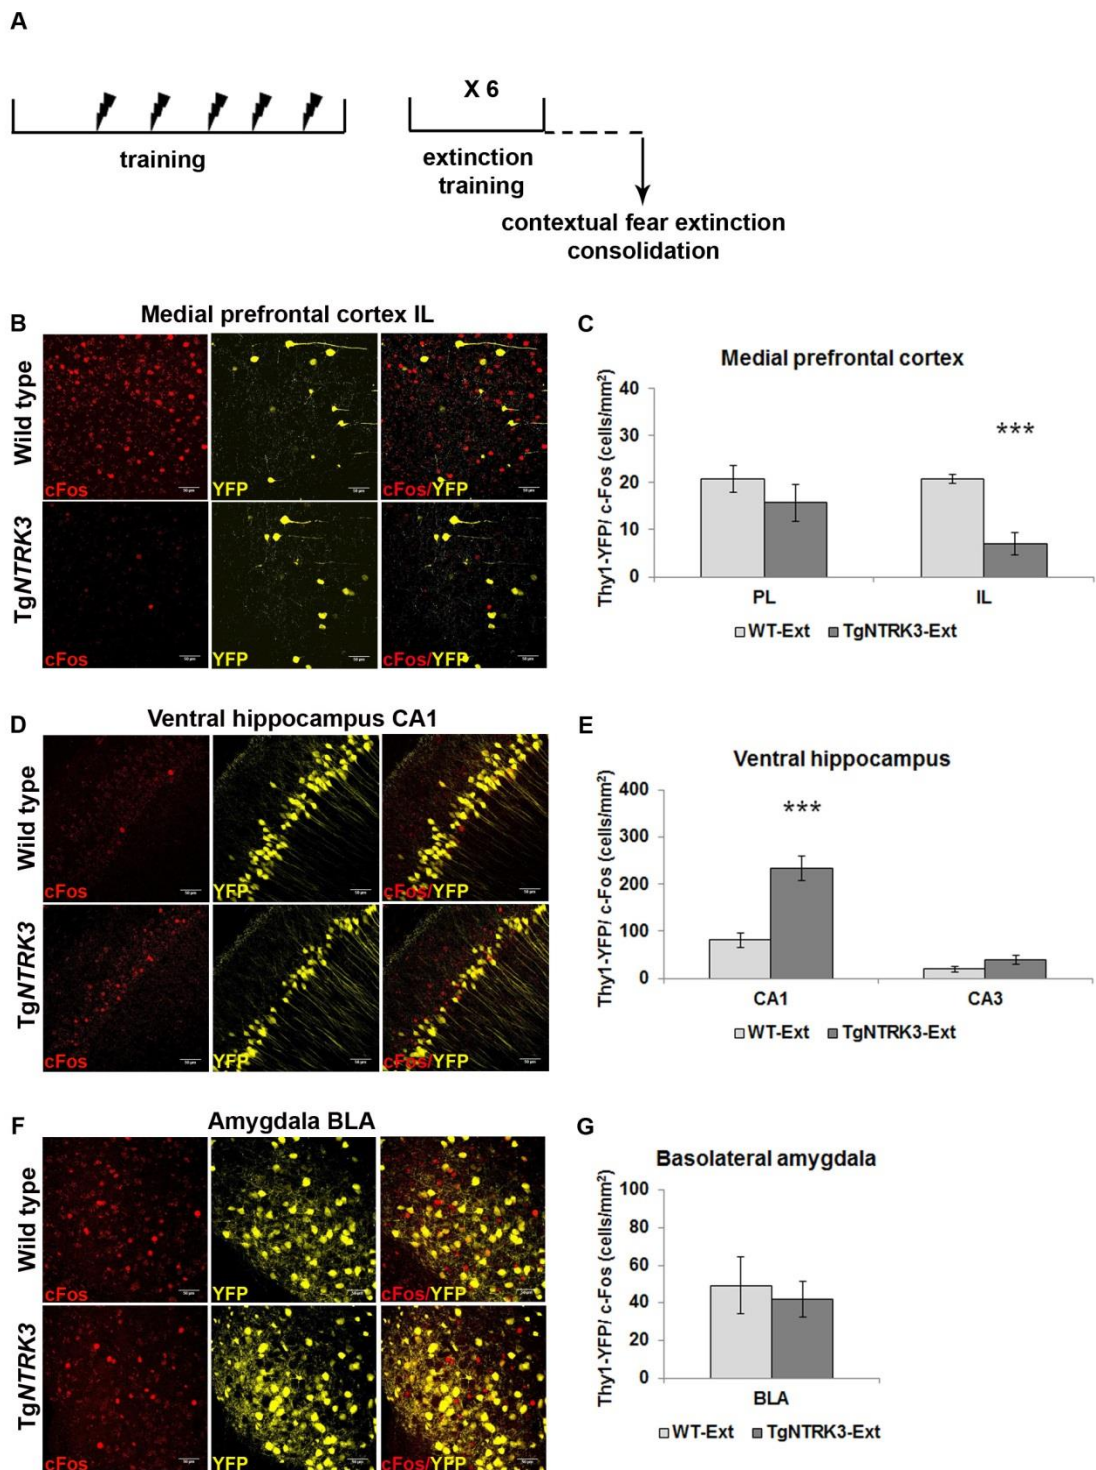 A
X 6
training
extinction
training
contextual fear extinction
consolidation
B
Medial prefrontal cortex IL
Wild type
cFos
YFP
cFos/YFP
TgNTRK3
cFos
YFP
cFos/YFP
C
Medial prefrontal cortex
Thy1-YFP/ c-Fos (cells/mm²)
40
30
20
10
0
***
PL
IL
WT-Ext
TgNTRK3-Ext
D
Ventral hippocampus CA1
Wild type
cFos
YFP
cFos/YFP
TgNTRK3
cFos
YFP
cFos/YFP
E
Ventral hippocampus
Thy1-YFP/ c-Fos (cells/mm²)
400
300
200
100
0
***
CA1
CA3
WT-Ext
TgNTRK3-Ext
F
Amygdala BLA
Wild type
cFos
YFP
cFos/YFP
TgNTRK3
cFos
YFP
cFos/YFP
G
Basolateral amygdala
Thy1-YFP/ c-Fos (cells/mm²)
100
80
60
40
20
0
BLA
WT-Ext
TgNTRK3-Ext